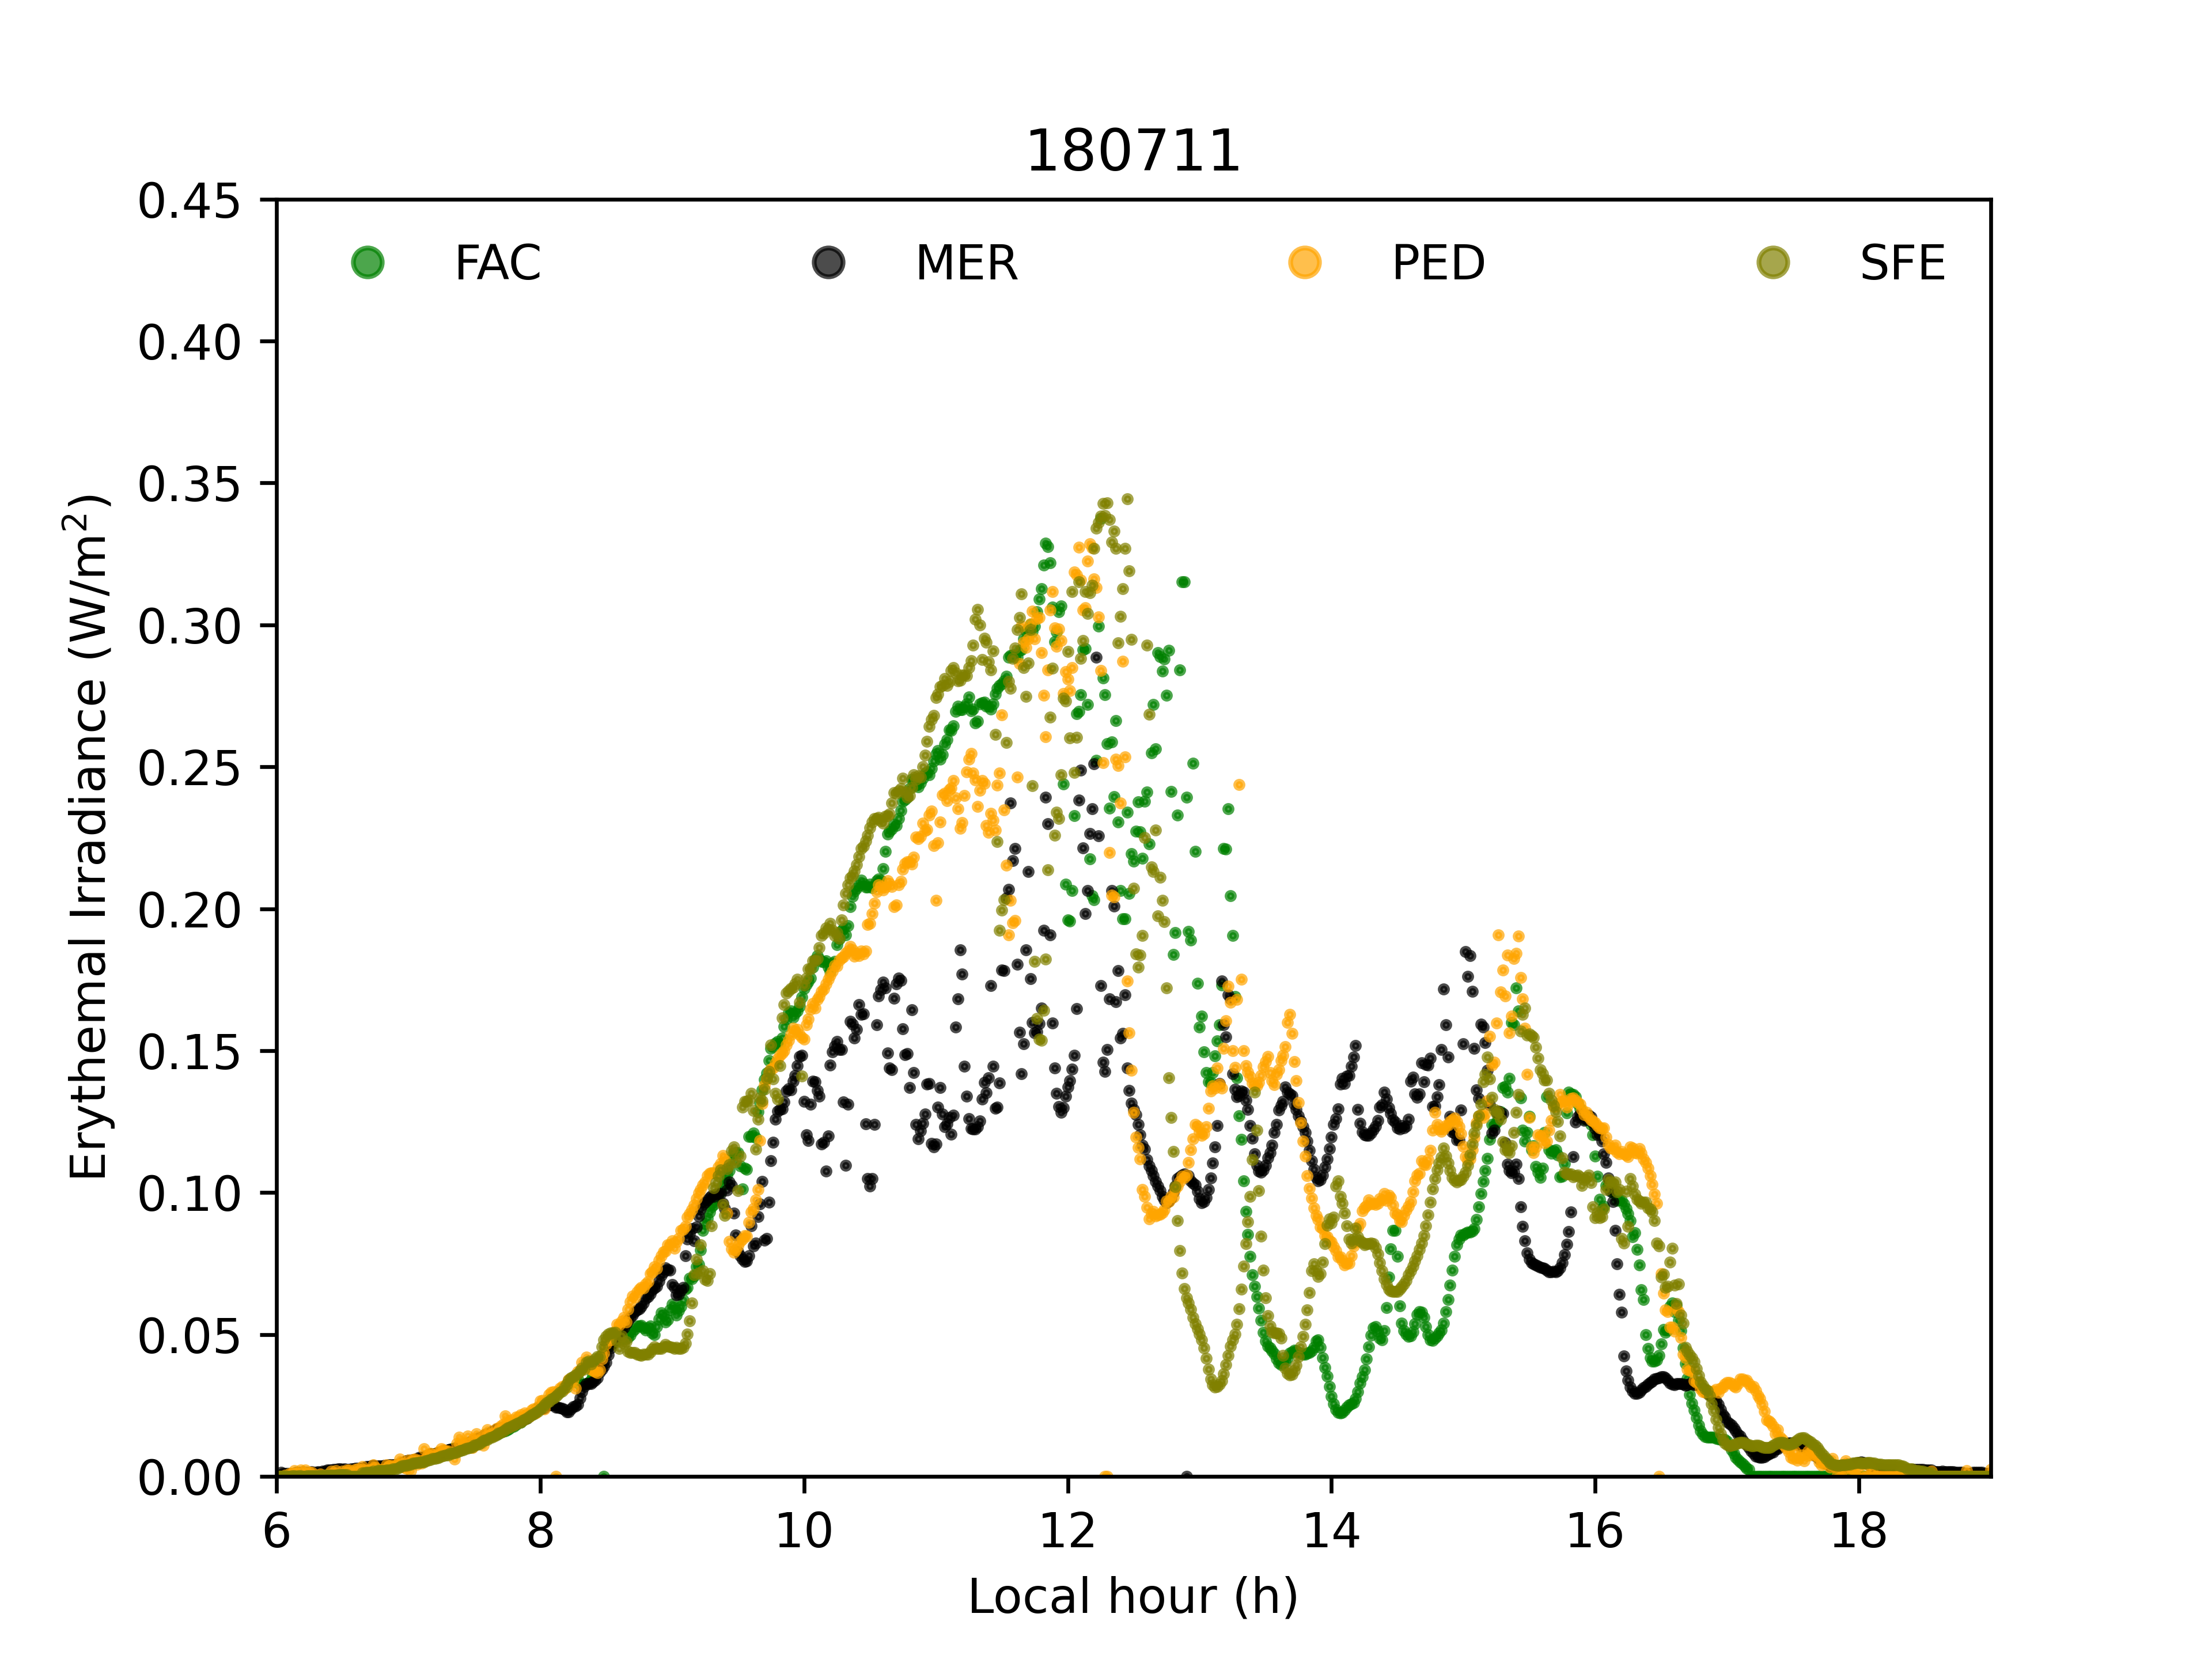 180711
FAC MER PED SFE
0.45
0.40
0.35
0.30
0.25
0.20
0.15
0.10
0.05
0.00
Erythemal Irradiance (W/m²)
6 8 10 12 14 16 18
Local hour (h)